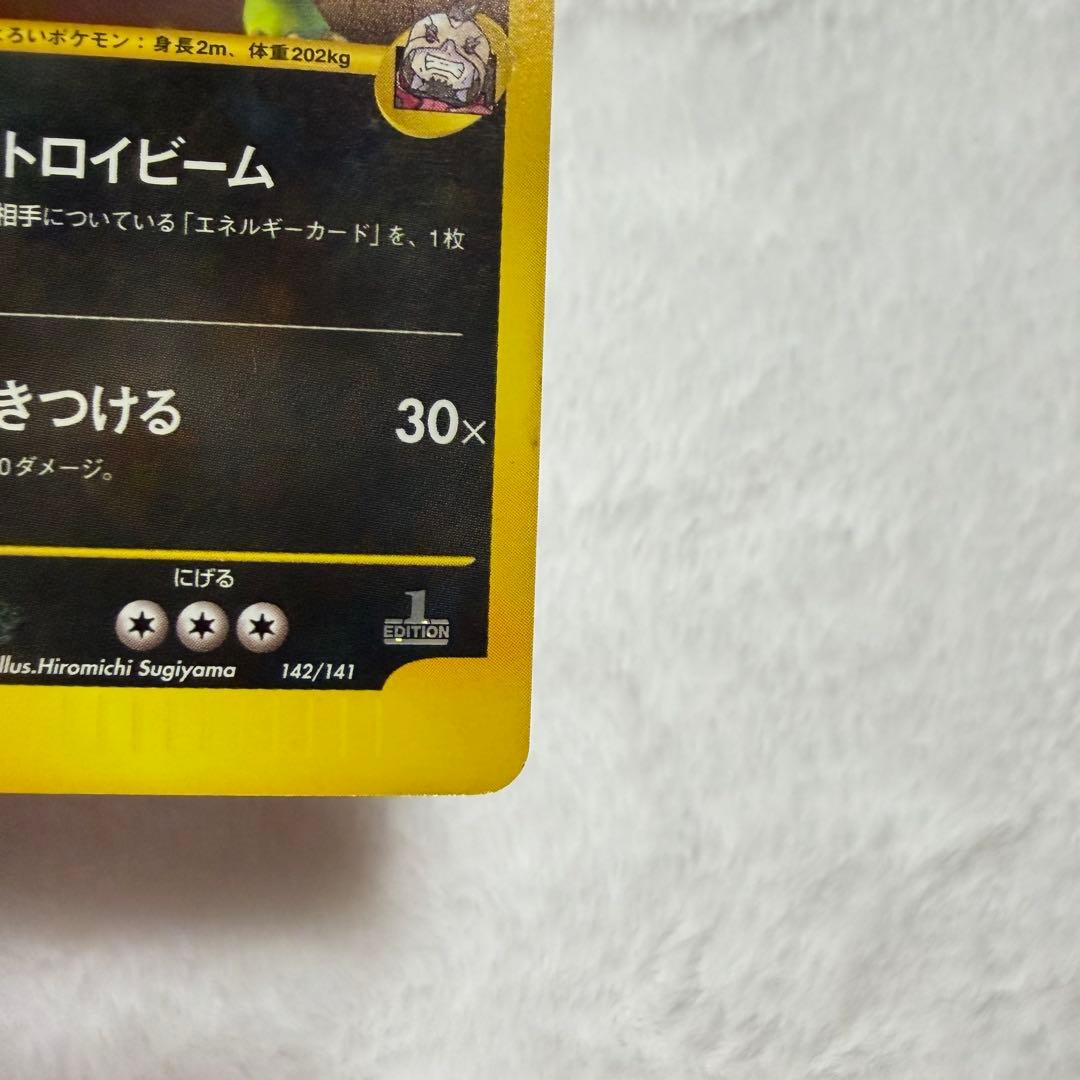 ろいポケモン：身長2m、体重202kg
トロイビーム
相手についている「エネルギーカード」を、1枚
きつける 30×
0ダメージ。
にげる
1
EDITION
llus.Hiromichi Sugiyama 142/141